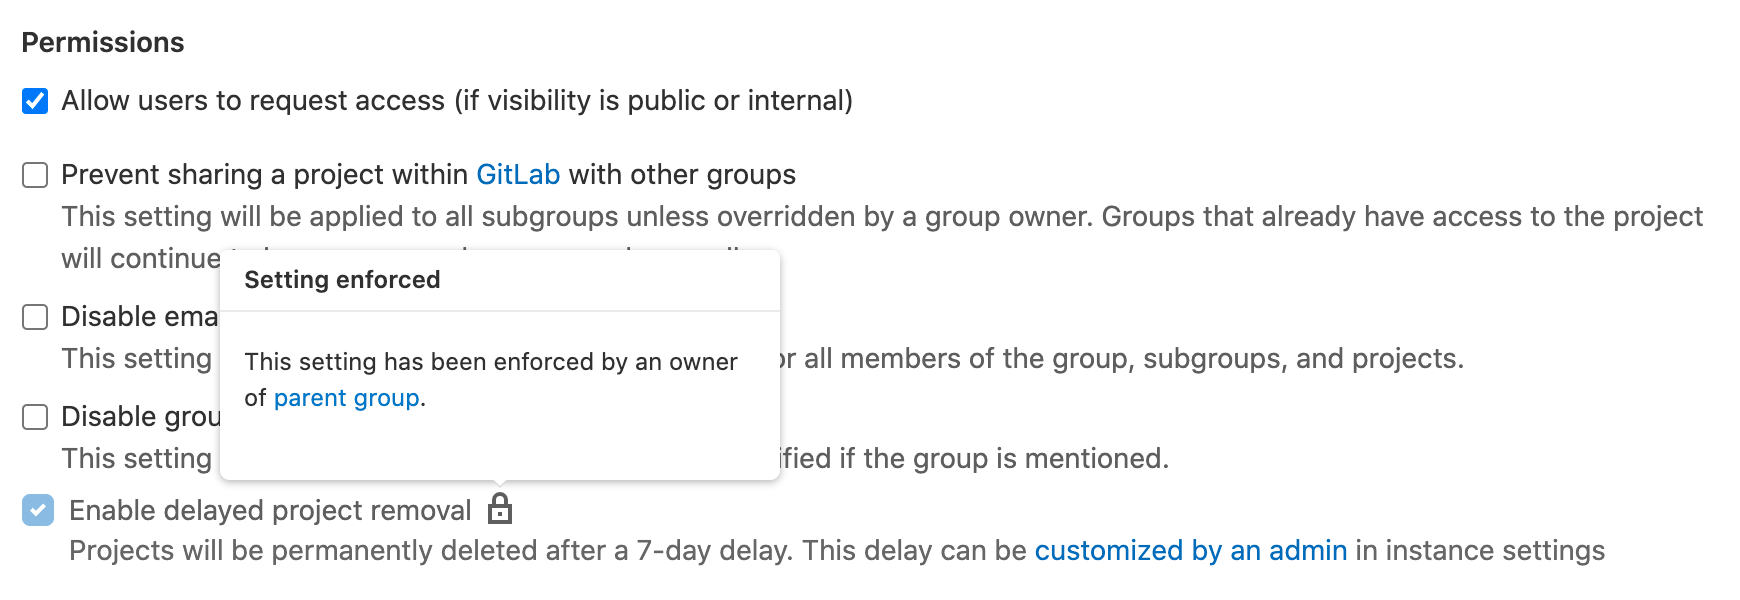 Permissions
Allow users to request access (if visibility is public or internal)
Prevent sharing a project within GitLab with other groups
This setting will be applied to all subgroups unless overridden by a group owner. Groups that already have access to the project
will continue
Setting enforced
Disable
This setting has been enforced by an owner
This setting or all members of the group, subgroups, and projects.
of parent group.
Disable
This setting if the group is mentioned.
Enable delayed project removal
Projects will be permanently deleted after a 7-day delay. This delay can be customized by an admin in instance settings